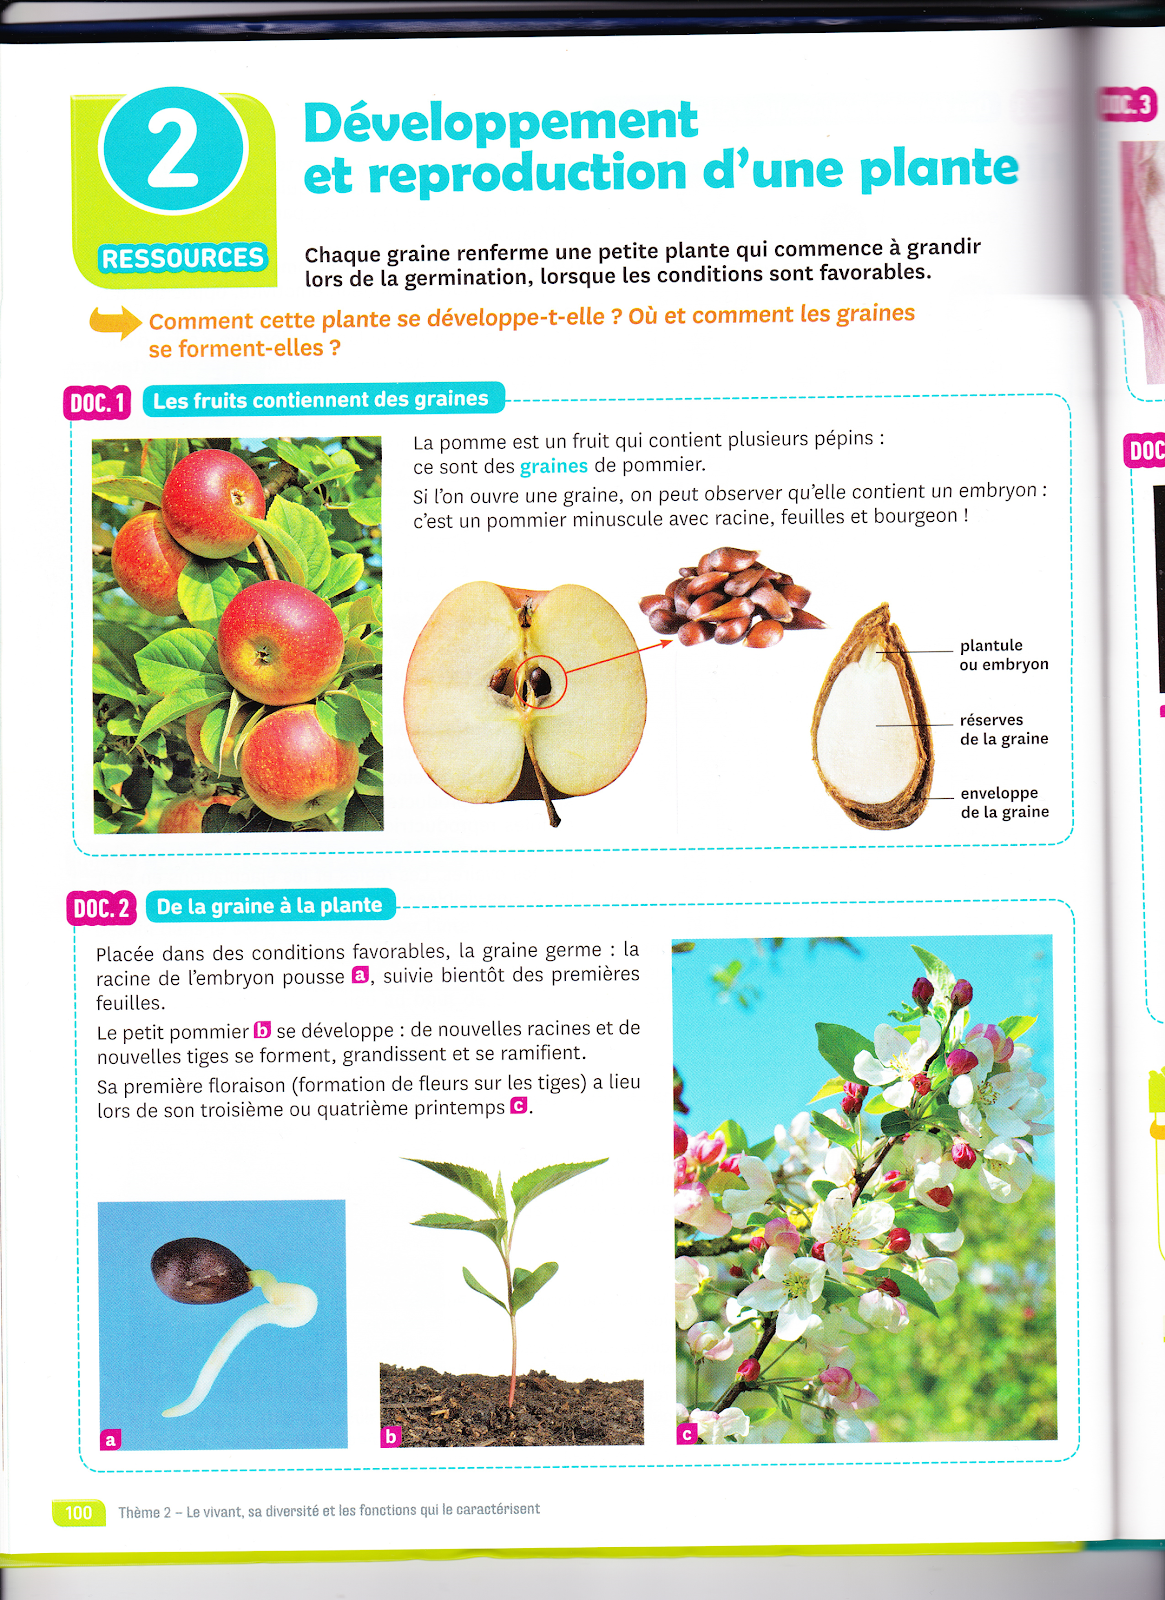 2
RESSOURCES
Développement
et reproduction d'une plante
Chaque graine renferme une petite plante qui commence à grandir
lors de la germination, lorsque les conditions sont favorables.
Comment cette plante se développe-t-elle ? Où et comment les graines
se forment-elles ?
DOC. 1 Les fruits contiennent des graines
La pomme est un fruit qui contient plusieurs pépins :
ce sont des graines de pommier.
Si l'on ouvre une graine, on peut observer qu'elle contient un embryon :
c'est un pommier minuscule avec racine, feuilles et bourgeon !
plantule
ou embryon
réserves
de la graine
enveloppe
de la graine
DOC. 2 De la graine à la plante
Placée dans des conditions favorables, la graine germe : la
racine de l'embryon pousse a, suivie bientôt des premières
feuilles.
Le petit pommier b se développe : de nouvelles racines et de
nouvelles tiges se forment, grandissent et se ramifient.
Sa première floraison (formation de fleurs sur les tiges) a lieu
lors de son troisième ou quatrième printemps c.
a
b
c
100 Thème 2 – Le vivant, sa diversité et les fonctions qui le caractérisent
DOC. 3
DOC